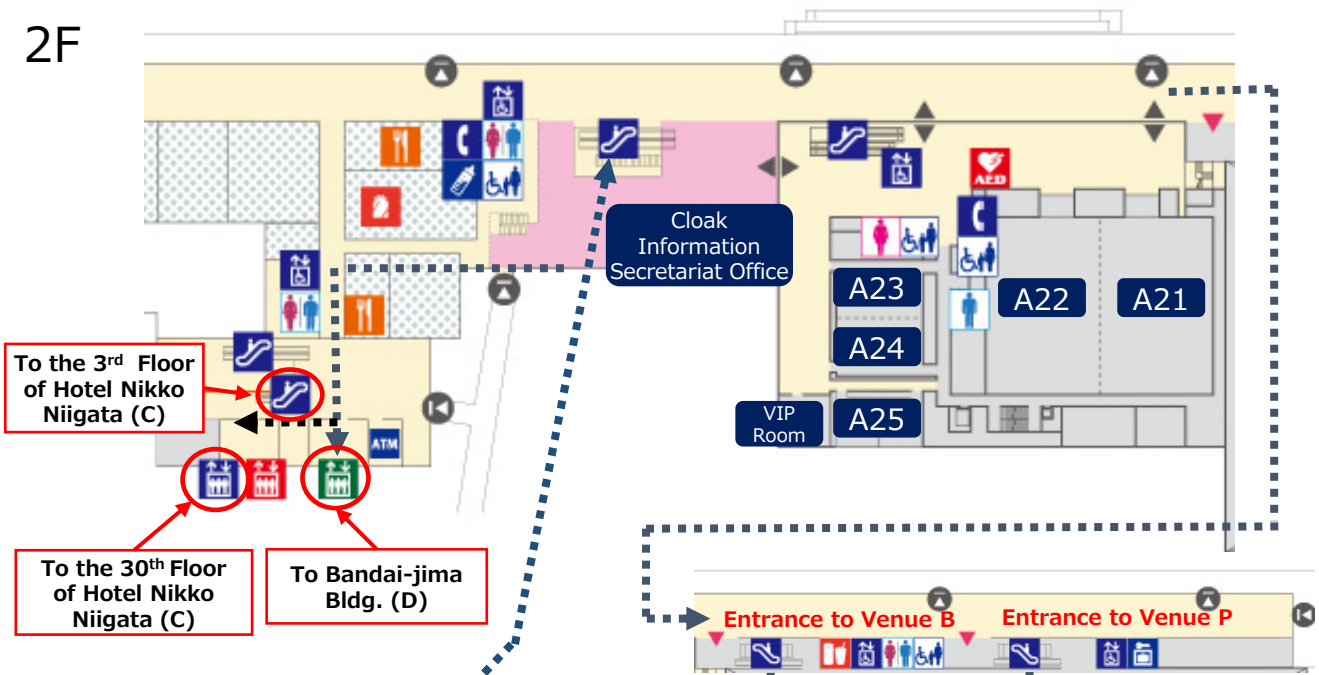 2F
AED
Cloak
Information
Secretariat Office
A23
A22
A21
A24
To the 3rd Floor
of Hotel Nikko
Niigata (C)
VIP
Room
A25
ATM
To the 30th Floor
of Hotel Nikko
Niigata (C)
To Bandai-jima
Bldg. (D)
Entrance to Venue B
Entrance to Venue P